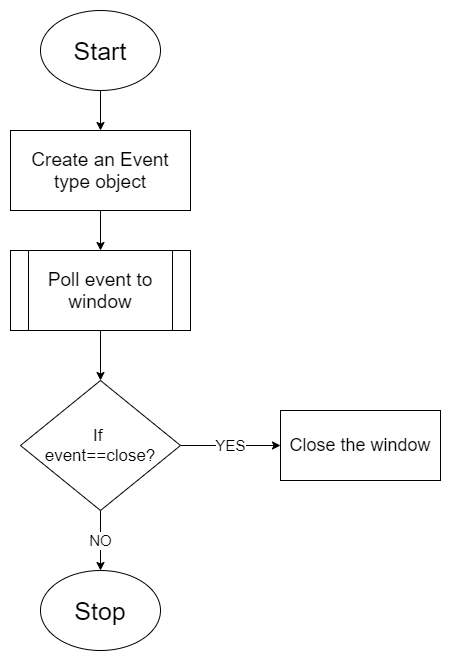 Start
Create an Event
type object
Poll event to
window
If
event==close?
YES
Close the window
NO
Stop